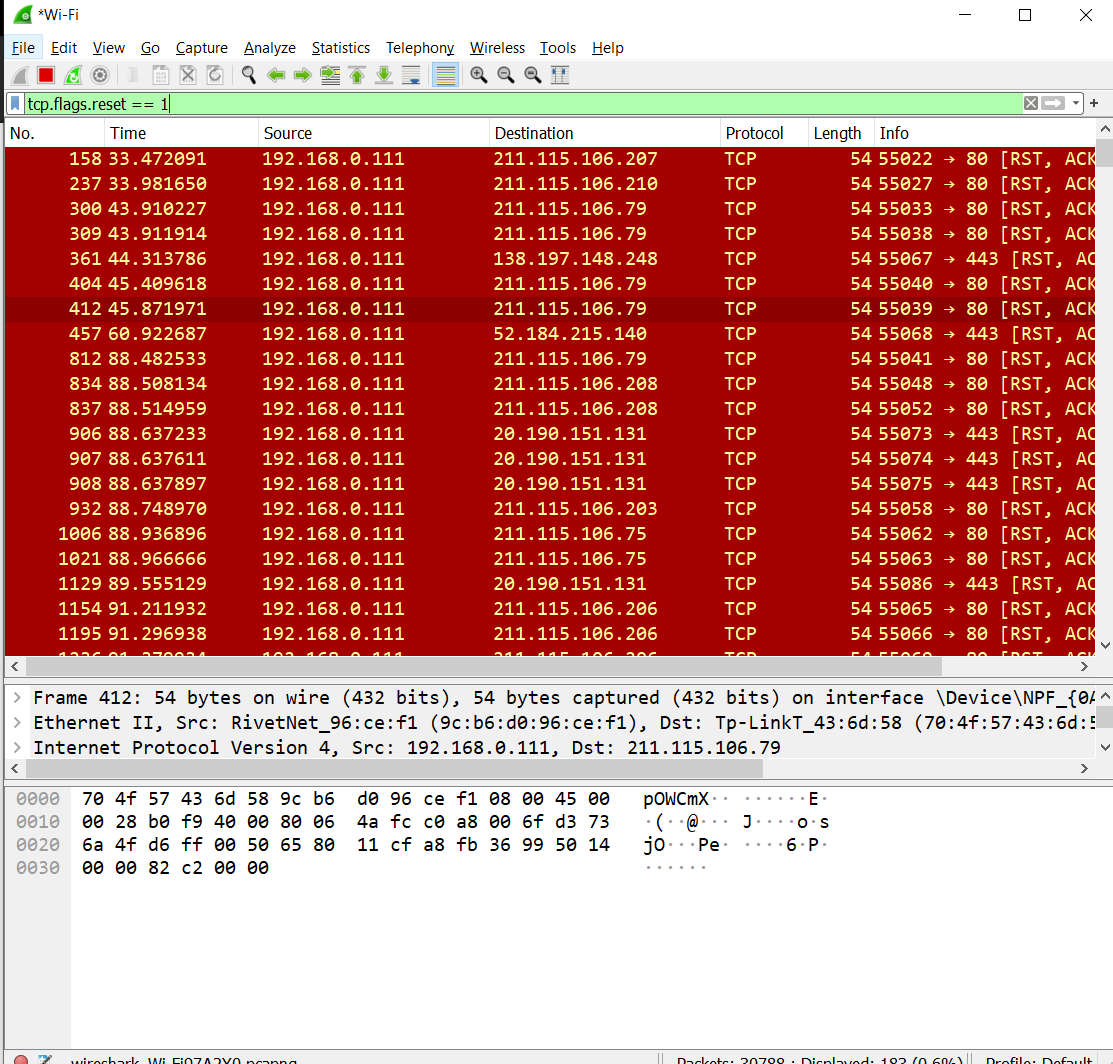 *Wi-Fi
File Edit View Go Capture Analyze Statistics Telephony Wireless Tools Help
tcp.flags.reset == 1
No. Time Source Destination Protocol Length Info
158 33.472091 192.168.0.111 211.115.106.207 TCP 54 55022 → 80 [RST, ACK
237 33.981650 192.168.0.111 211.115.106.210 TCP 54 55027 → 80 [RST, ACK
300 43.910227 192.168.0.111 211.115.106.79 TCP 54 55033 → 80 [RST, ACK
309 43.911914 192.168.0.111 211.115.106.79 TCP 54 55038 → 80 [RST, ACK
361 44.313786 192.168.0.111 138.197.148.248 TCP 54 55067 → 443 [RST, AC
404 45.409618 192.168.0.111 211.115.106.79 TCP 54 55040 → 80 [RST, ACK
412 45.871971 192.168.0.111 211.115.106.79 TCP 54 55039 → 80 [RST, ACK
457 60.922687 192.168.0.111 52.184.215.140 TCP 54 55068 → 443 [RST, AC
812 88.482533 192.168.0.111 211.115.106.79 TCP 54 55041 → 80 [RST, ACK
834 88.508134 192.168.0.111 211.115.106.208 TCP 54 55048 → 80 [RST, ACK
837 88.514959 192.168.0.111 211.115.106.208 TCP 54 55052 → 80 [RST, ACK
906 88.637233 192.168.0.111 20.190.151.131 TCP 54 55073 → 443 [RST, AC
907 88.637611 192.168.0.111 20.190.151.131 TCP 54 55074 → 443 [RST, AC
908 88.637897 192.168.0.111 20.190.151.131 TCP 54 55075 → 443 [RST, AC
932 88.748970 192.168.0.111 211.115.106.203 TCP 54 55058 → 80 [RST, ACK
1006 88.936896 192.168.0.111 211.115.106.75 TCP 54 55062 → 80 [RST, ACK
1021 88.966666 192.168.0.111 211.115.106.75 TCP 54 55063 → 80 [RST, ACK
1129 89.555129 192.168.0.111 20.190.151.131 TCP 54 55086 → 443 [RST, AC
1154 91.211932 192.168.0.111 211.115.106.206 TCP 54 55065 → 80 [RST, ACK
1195 91.296938 192.168.0.111 211.115.106.206 TCP 54 55066 → 80 [RST, ACK
Frame 412: 54 bytes on wire (432 bits), 54 bytes captured (432 bits) on interface \Device\NPF_{0A
Ethernet II, Src: RivetNet_96:ce:f1 (9c:b6:d0:96:ce:f1), Dst: Tp-LinkT_43:6d:58 (70:4f:57:43:6d:5
Internet Protocol Version 4, Src: 192.168.0.111, Dst: 211.115.106.79
0000 70 4f 57 43 6d 58 9c b6 d0 96 ce f1 08 00 45 00 pOWCmX·· ······E·
0010 00 28 b0 f9 40 00 80 06 4a fc c0 a8 00 6f d3 73 ·(··@··· J····o·s
0020 6a 4f d6 ff 00 50 65 80 11 cf a8 fb 36 99 50 14 jO···Pe· ····6·P·
0030 00 00 82 c2 00 00 ······
wireshark_Wi-Fi97A2Y0.pcapng Packets: 30788 · Displayed: 183 (0.6%) Profile: Default